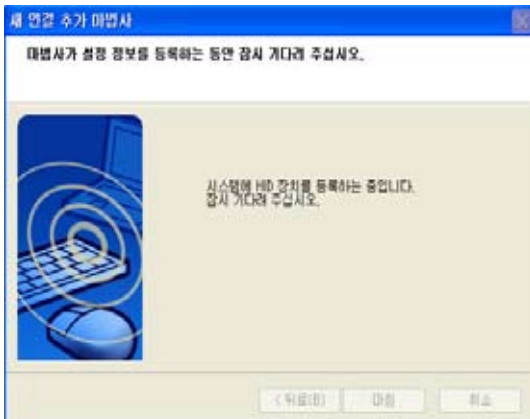 새 연결 추가 마법사
마법사가 설정 정보를 등록하는 동안 잠시 기다려 주십시오.
시스템에 HID 장치를 등록하는 중입니다.
잠시 기다려 주십시오.
< 뒤로(B)
마침
취소